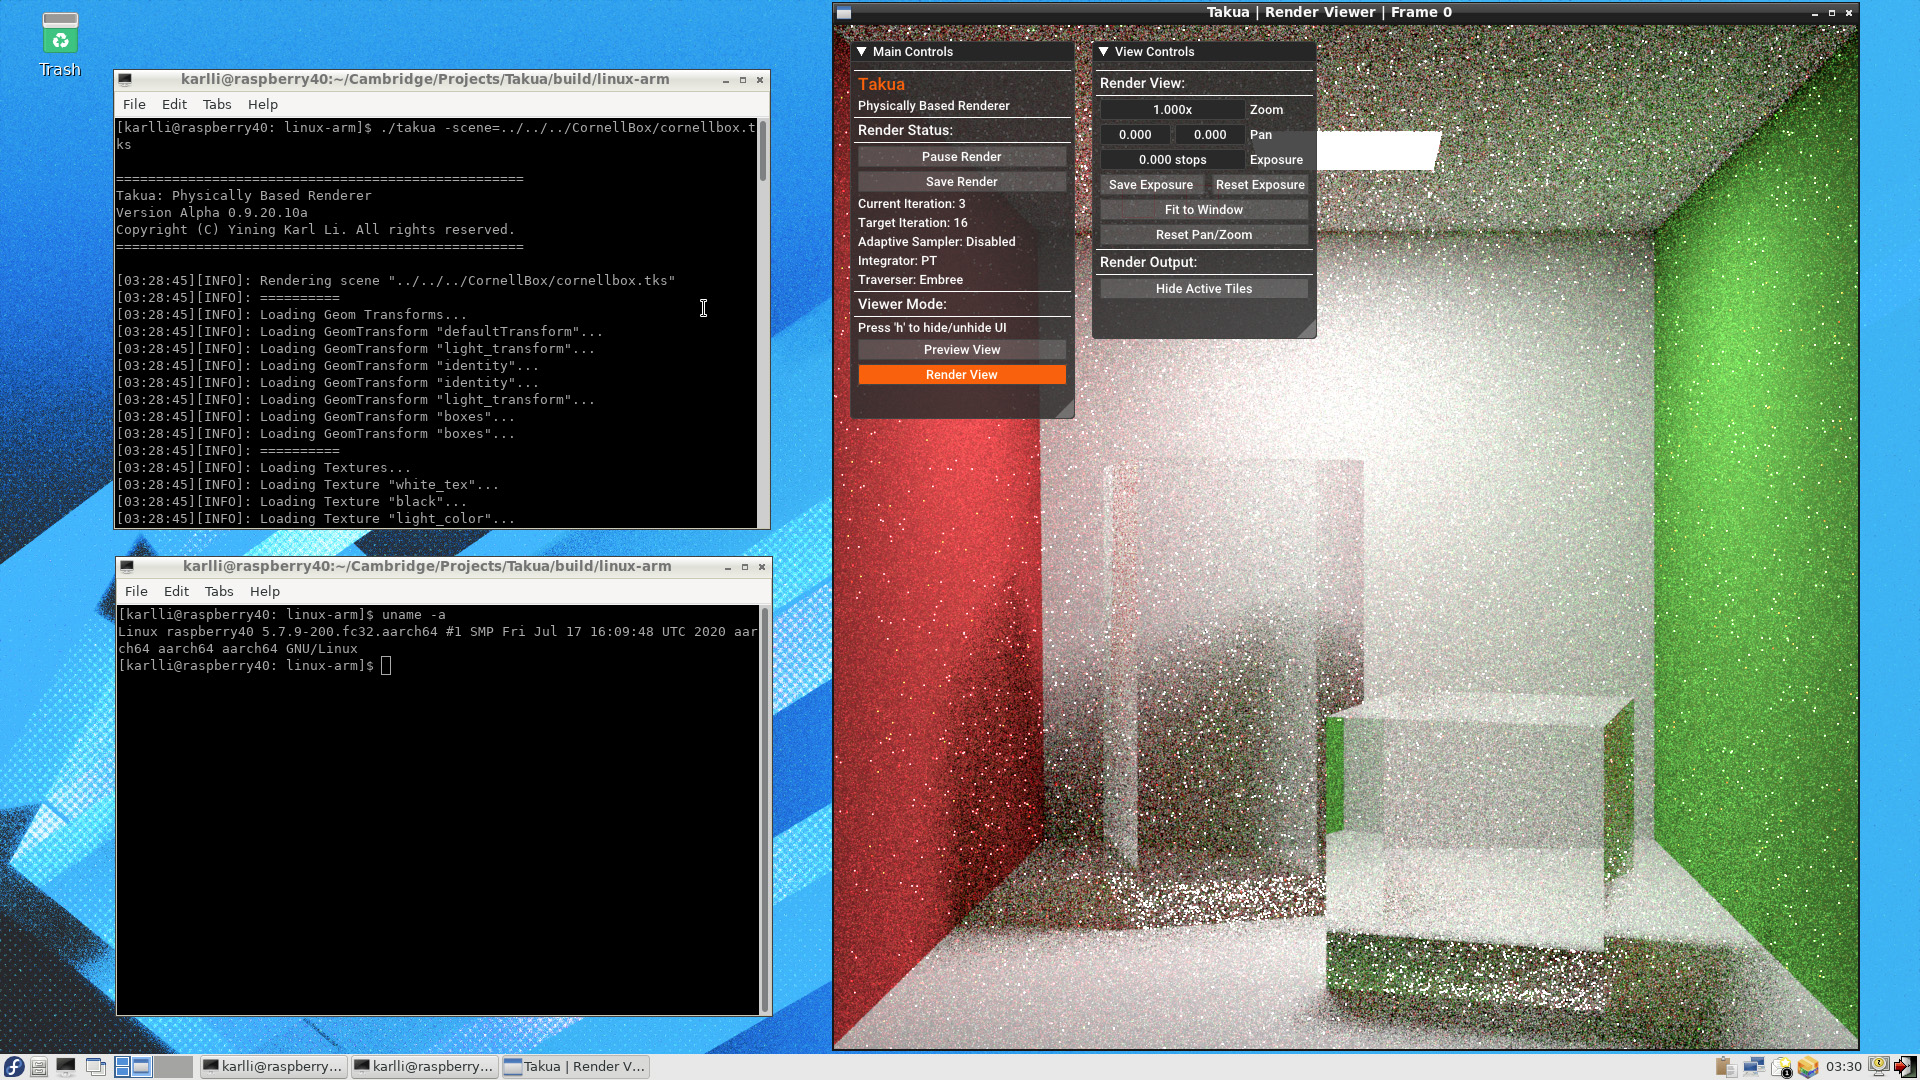 Trash
karlli@raspberry40:~/Cambridge/Projects/Takua/build/linux-arm
File Edit Tabs Help
[karlli@raspberry40: linux-arm]$ ./takua -scene=../../../CornellBox/cornellbox.t
ks
===================================================
Takua: Physically Based Renderer
Version Alpha 0.9.20.10a
Copyright (C) Yining Karl Li. All rights reserved.
===================================================
[03:28:45][INFO]: Rendering scene "../../../CornellBox/cornellbox.tks"
[03:28:45][INFO]: ==========
[03:28:45][INFO]: Loading Geom Transforms...
[03:28:45][INFO]: Loading GeomTransform "defaultTransform"...
[03:28:45][INFO]: Loading GeomTransform "light_transform"...
[03:28:45][INFO]: Loading GeomTransform "identity"...
[03:28:45][INFO]: Loading GeomTransform "identity"...
[03:28:45][INFO]: Loading GeomTransform "light_transform"...
[03:28:45][INFO]: Loading GeomTransform "boxes"...
[03:28:45][INFO]: Loading GeomTransform "boxes"...
[03:28:45][INFO]: ==========
[03:28:45][INFO]: Loading Textures...
[03:28:45][INFO]: Loading Texture "white_tex"...
[03:28:45][INFO]: Loading Texture "black"...
[03:28:45][INFO]: Loading Texture "light_color"...
karlli@raspberry40:~/Cambridge/Projects/Takua/build/linux-arm
File Edit Tabs Help
[karlli@raspberry40: linux-arm]$ uname -a
Linux raspberry40 5.7.9-200.fc32.aarch64 #1 SMP Fri Jul 17 16:09:48 UTC 2020 aar
ch64 aarch64 aarch64 GNU/Linux
[karlli@raspberry40: linux-arm]$
Takua | Render Viewer | Frame 0
Main Controls
Takua
Physically Based Renderer
Render Status:
Pause Render
Save Render
Current Iteration: 3
Target Iteration: 16
Adaptive Sampler: Disabled
Integrator: PT
Traverser: Embree
Viewer Mode:
Press 'h' to hide/unhide UI
Preview View
Render View
View Controls
Render View:
1.000x Zoom
0.000 0.000 Pan
0.000 stops Exposure
Save Exposure Reset Exposure
Fit to Window
Reset Pan/Zoom
Render Output:
Hide Active Tiles
karlli@raspberry... karlli@raspberry... Takua | Render V... 03:30